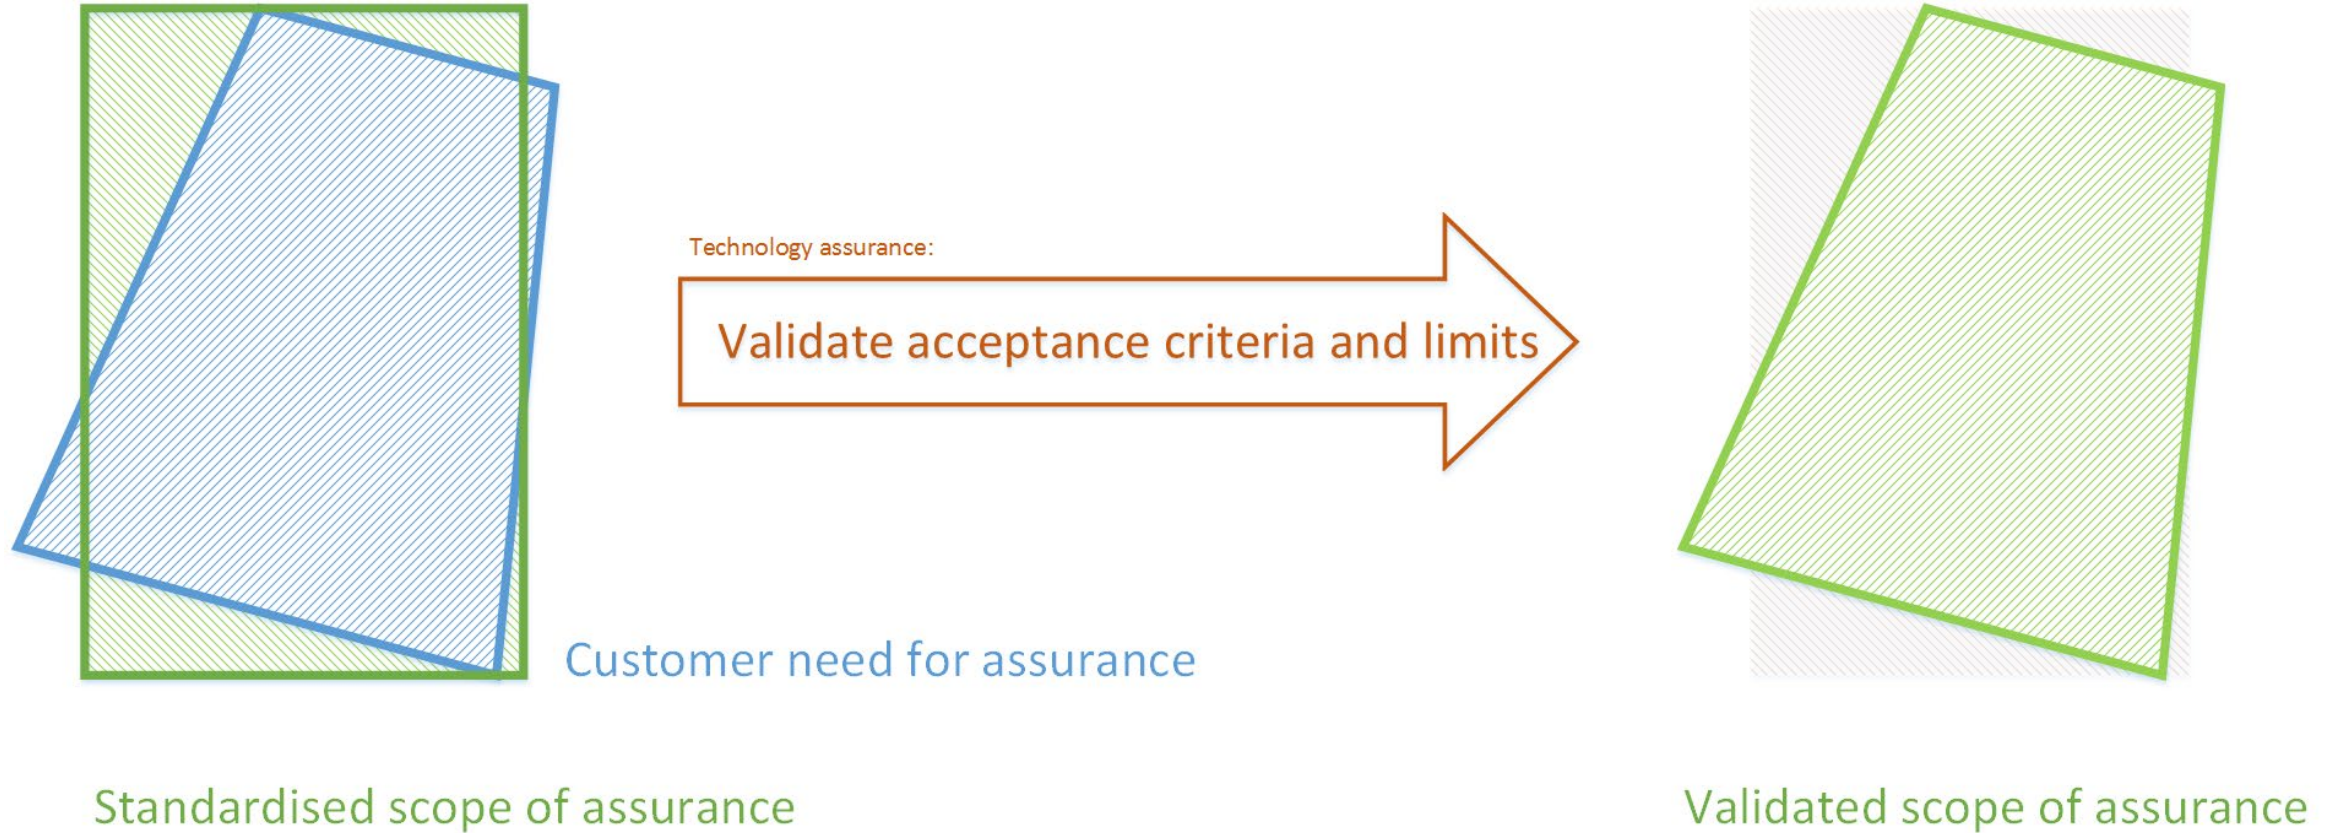 Technology assurance:
Validate acceptance criteria and limits
Customer need for assurance
Standardised scope of assurance
Validated scope of assurance